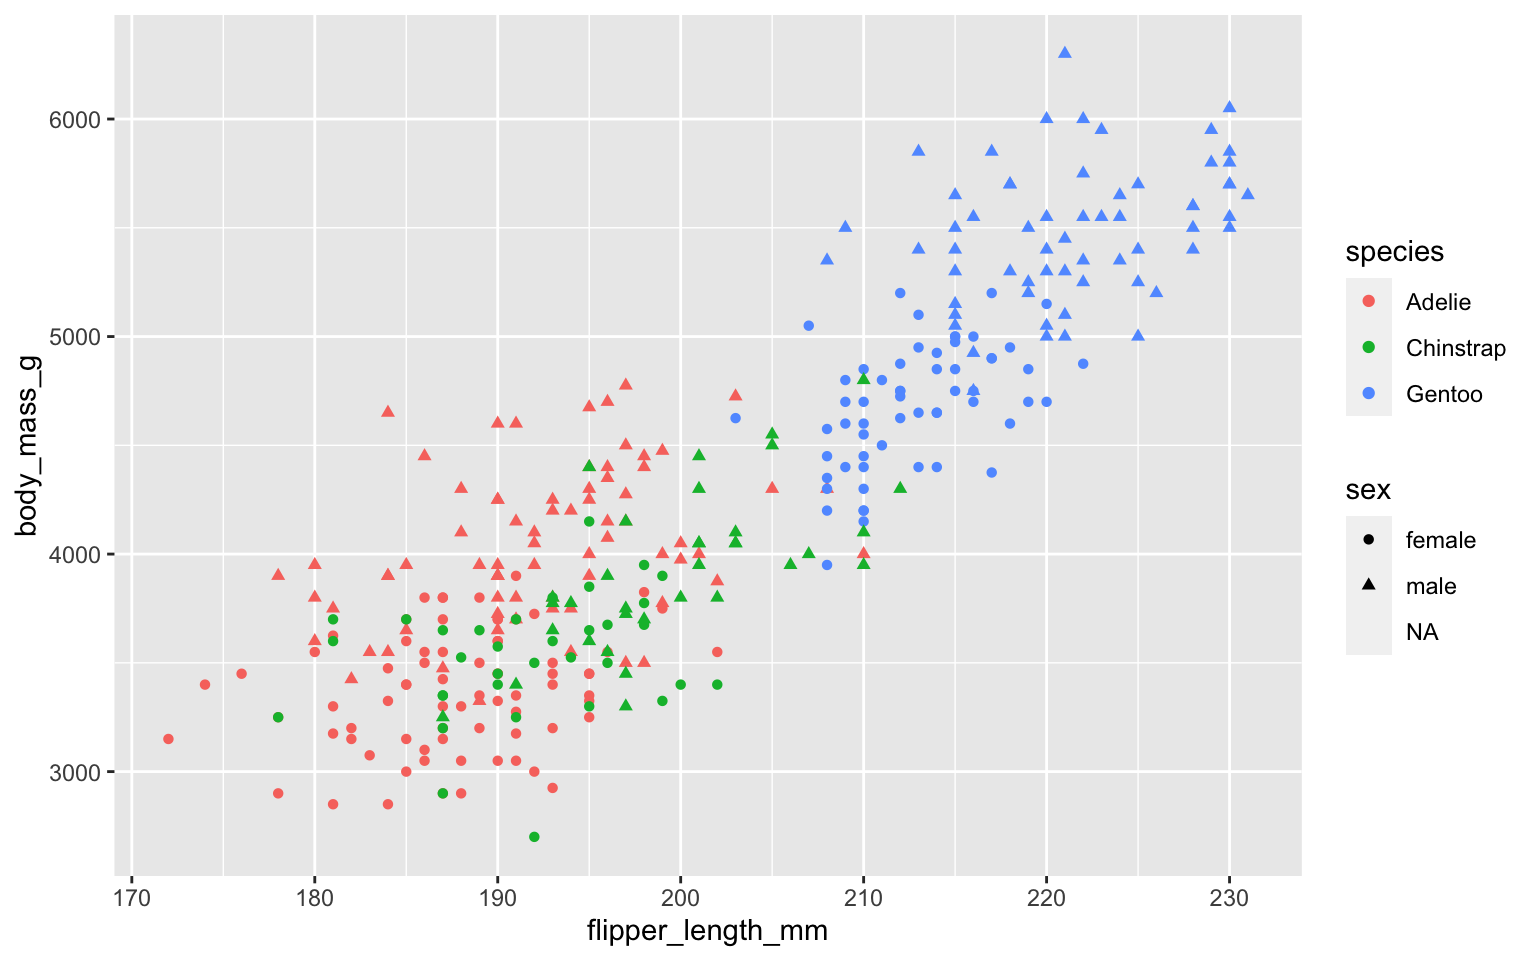 6000
5000
4000
3000
body_mass_g
170 180 190 200 210 220 230
flipper_length_mm
species
Adelie
Chinstrap
Gentoo
sex
female
male
NA